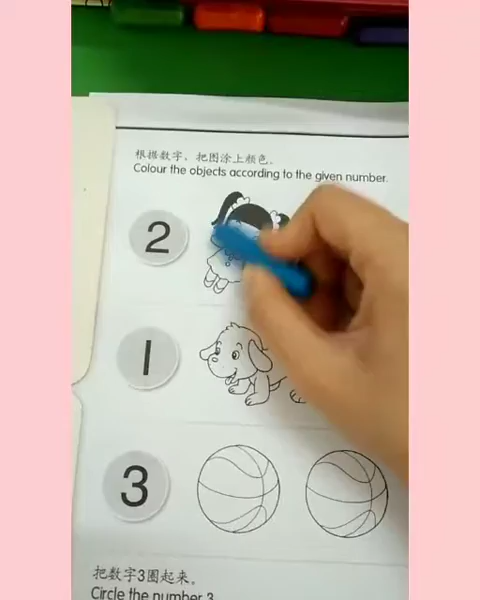 根据数字，把图涂上颜色。
Colour the objects according to the given number.
2
1
3
把数字3圈起来。
Circle the number 3